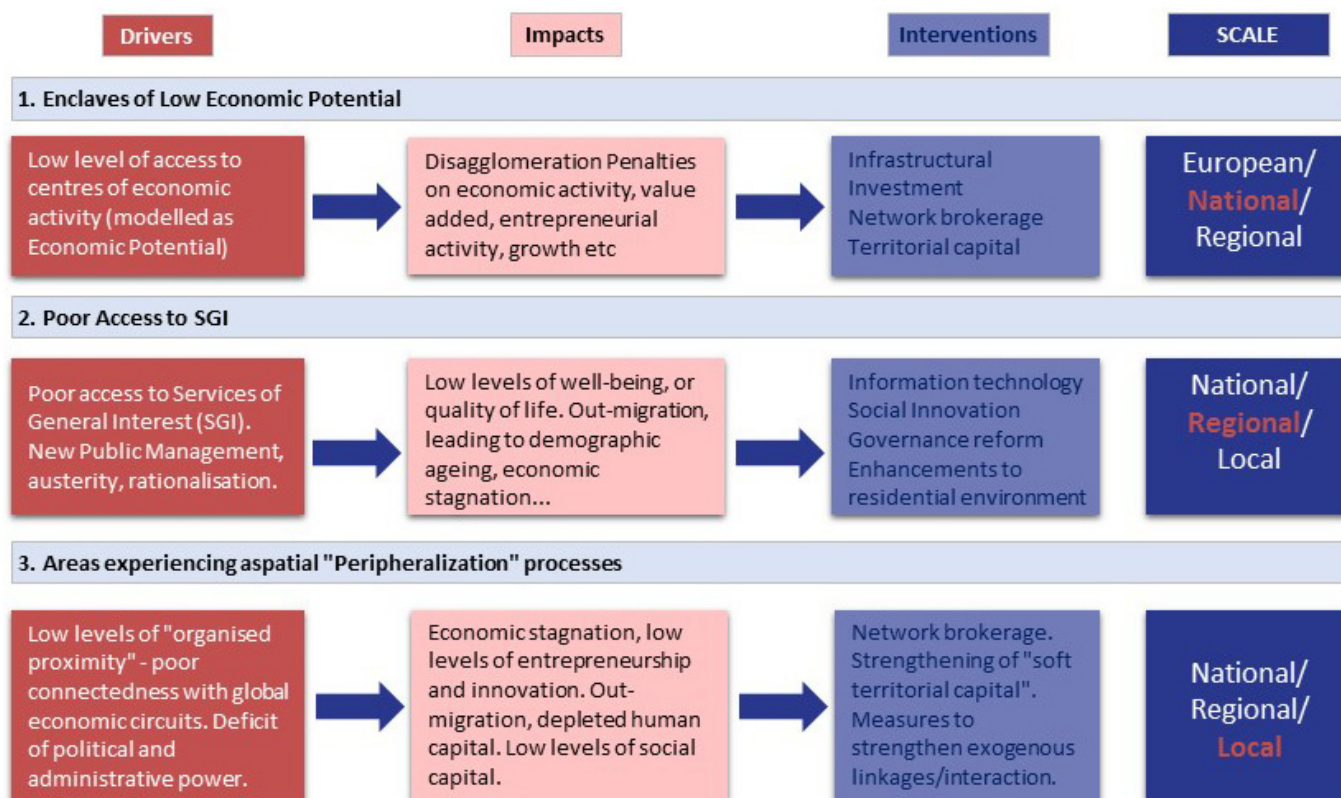 Drivers
Impacts
Interventions
SCALE
1. Enclaves of Low Economic Potential
Low level of access to
centres of economic
activity (modelled as
Economic Potential)
Disagglomeration Penalties
on economic activity, value
added, entrepreneurial
activity, growth etc
Infrastructural
Investment
Network brokerage
Territorial capital
European/
National/
Regional
2. Poor Access to SGI
Poor access to Services of
General Interest (SGI).
New Public Management,
austerity, rationalisation.
Low levels of well-being, or
quality of life. Out-migration,
leading to demographic
ageing, economic
stagnation...
Information technology
Social Innovation
Governance reform
Enhancements to
residential environment
National/
Regional/
Local
3. Areas experiencing aspatial "Peripheralization" processes
Low levels of "organised
proximity" - poor
connectedness with global
economic circuits. Deficit
of political and
administrative power.
Economic stagnation, low
levels of entrepreneurship
and innovation. Out-
migration, depleted human
capital. Low levels of social
capital.
Network brokerage.
Strengthening of "soft
territorial capital".
Measures to
strengthen exogenous
linkages/interaction.
National/
Regional/
Local